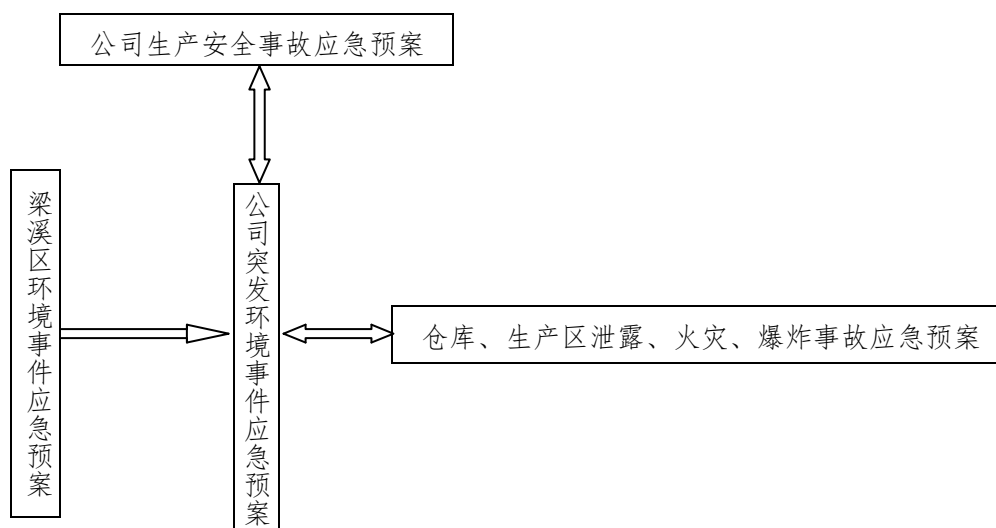 公司生产安全事故应急预案
梁溪区环境事件应急预案
公司突发环境事件应急预案
仓库、生产区泄露、火灾、爆炸事故应急预案